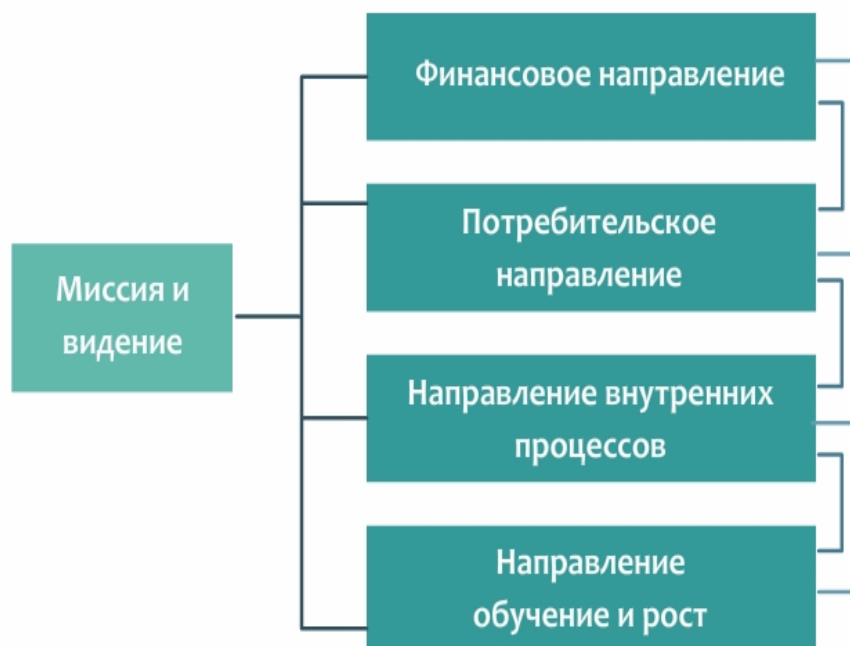 Финансовое направление
Потребительское
направление
Миссия и
видение
Направление внутренних
процессов
Направление
обучение и рост